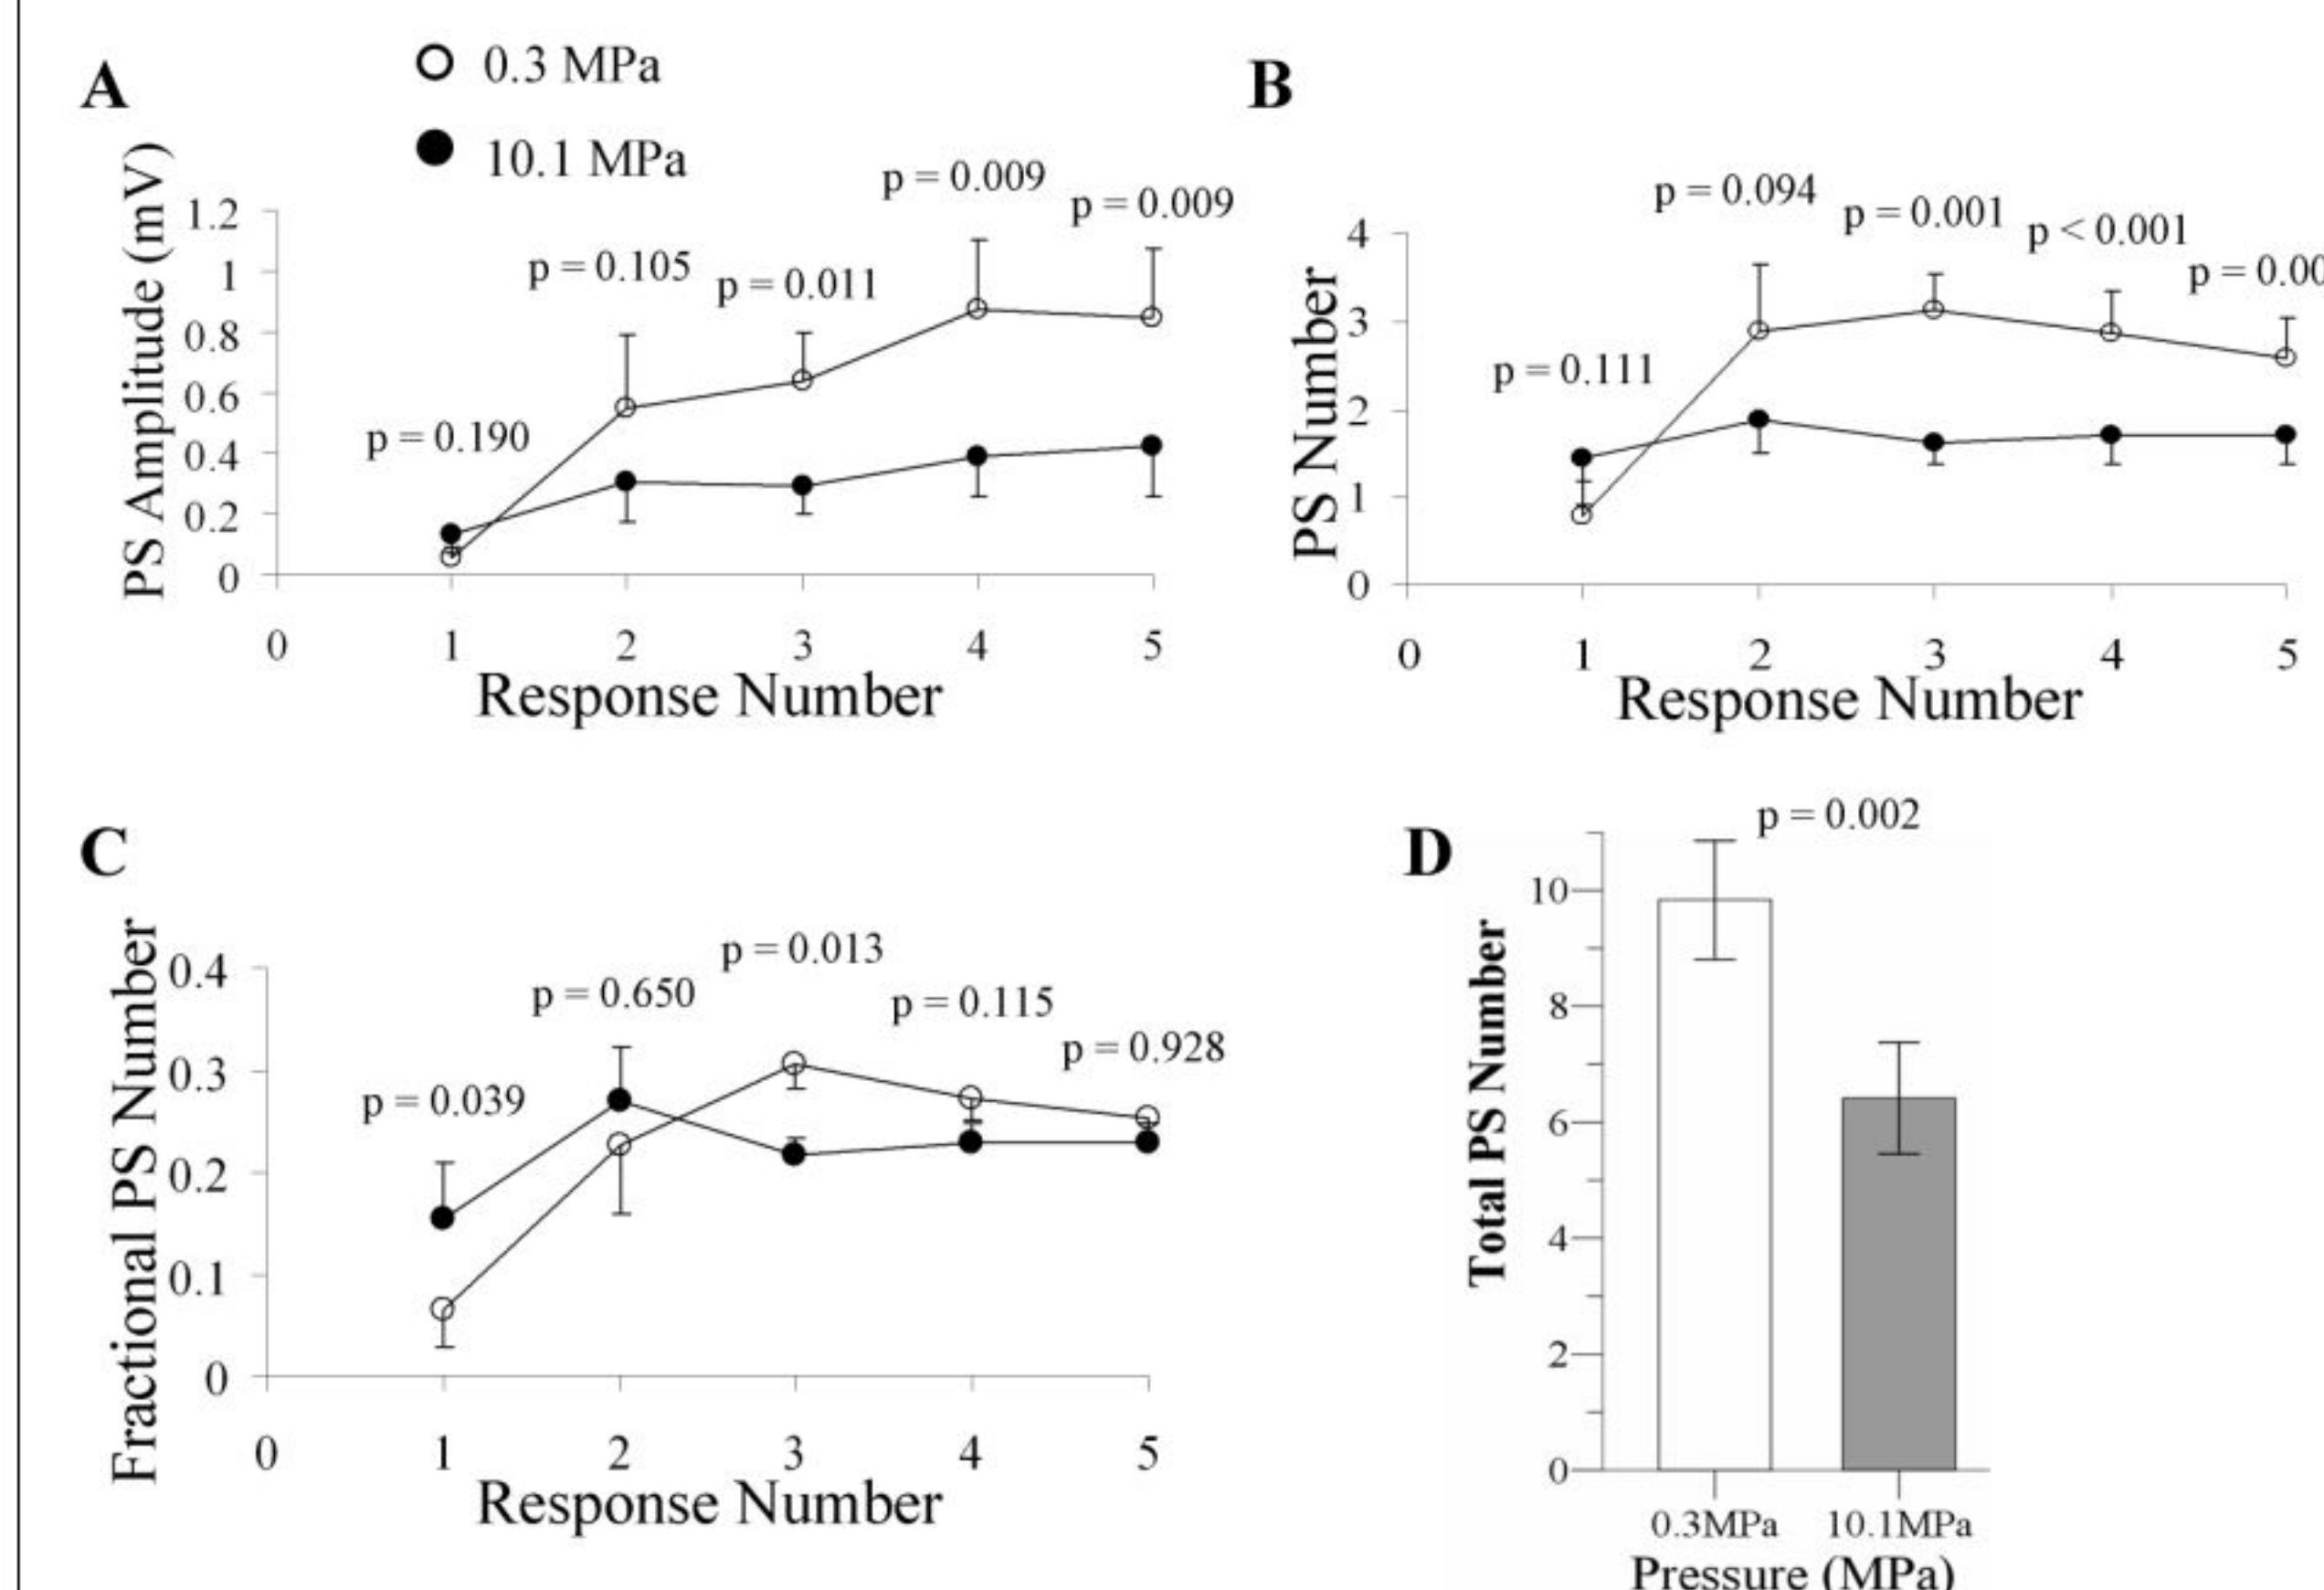 A
0.3 MPa
10.1 MPa
PS Amplitude (mV)
1.2
1
0.8
0.6
0.4
0.2
0
p = 0.190
p = 0.105
p = 0.011
p = 0.009
p = 0.009
0 1 2 3 4 5
Response Number
B
PS Number
4
3
2
1
0
p = 0.111
p = 0.094
p = 0.001
p < 0.001
p = 0.00
0 1 2 3 4 5
Response Number
C
Fractional PS Number
0.4
0.3
0.2
0.1
0
p = 0.039
p = 0.650
p = 0.013
p = 0.115
p = 0.928
0 1 2 3 4 5
Response Number
D
p = 0.002
Total PS Number
10
8
6
4
2
0
0.3MPa 10.1MPa
Pressure (MPa)